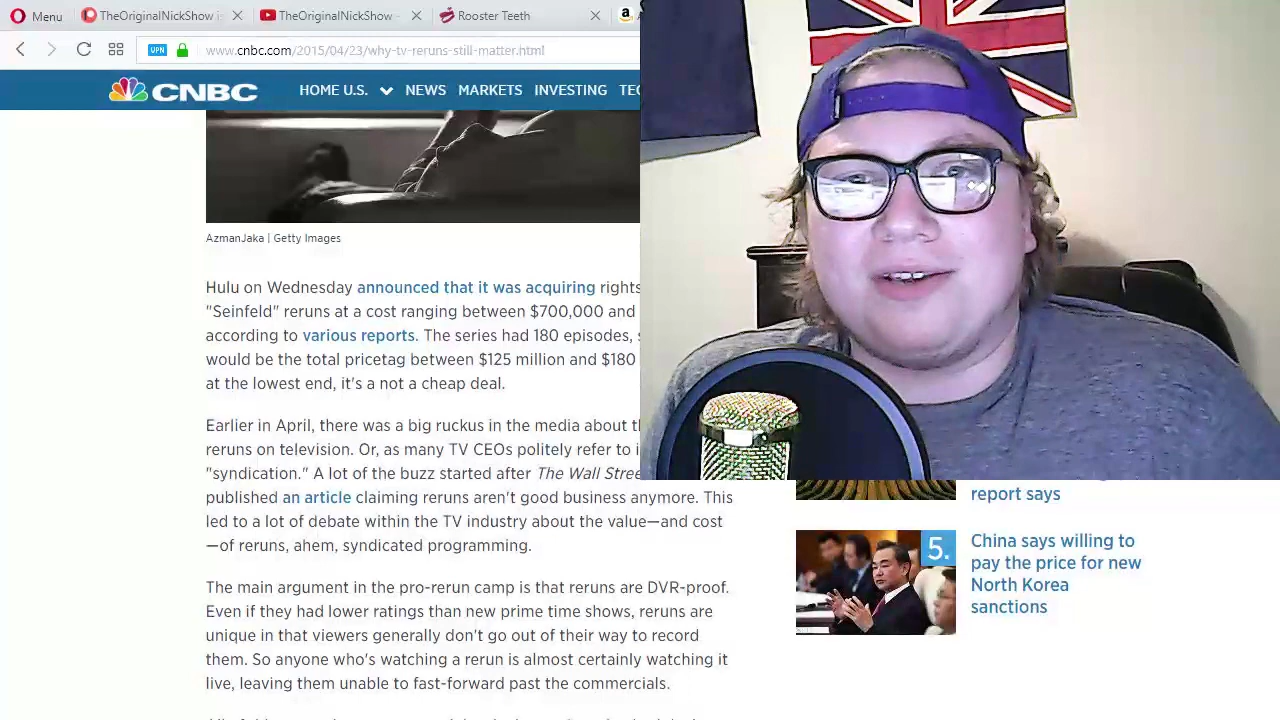 Menu
TheOriginalNickShow is
TheOriginalNickShow -
Rooster Teeth
VPN
www.cnbc.com/2015/04/23/why-tv-reruns-still-matter.html
CNBC
HOME U.S.
NEWS
MARKETS
INVESTING
AzmanJaka | Getty Images
Hulu on Wednesday announced that it was acquiring rights
"Seinfeld" reruns at a cost ranging between $700,000 and
according to various reports. The series had 180 episodes,
would be the total pricetag between $125 million and $180
at the lowest end, it's a not a cheap deal.
Earlier in April, there was a big ruckus in the media about
reruns on television. Or, as many TV CEOs politely refer to
"syndication." A lot of the buzz started after The Wall
published an article claiming reruns aren't good business anymore. This
led to a lot of debate within the TV industry about the value—and cost
—of reruns, ahem, syndicated programming.
The main argument in the pro-rerun camp is that reruns are DVR-proof.
Even if they had lower ratings than new prime time shows, reruns are
unique in that viewers generally don't go out of their way to record
them. So anyone who's watching a rerun is almost certainly watching it
live, leaving them unable to fast-forward past the commercials.
report says
5.
China says willing to
pay the price for new
North Korea
sanctions